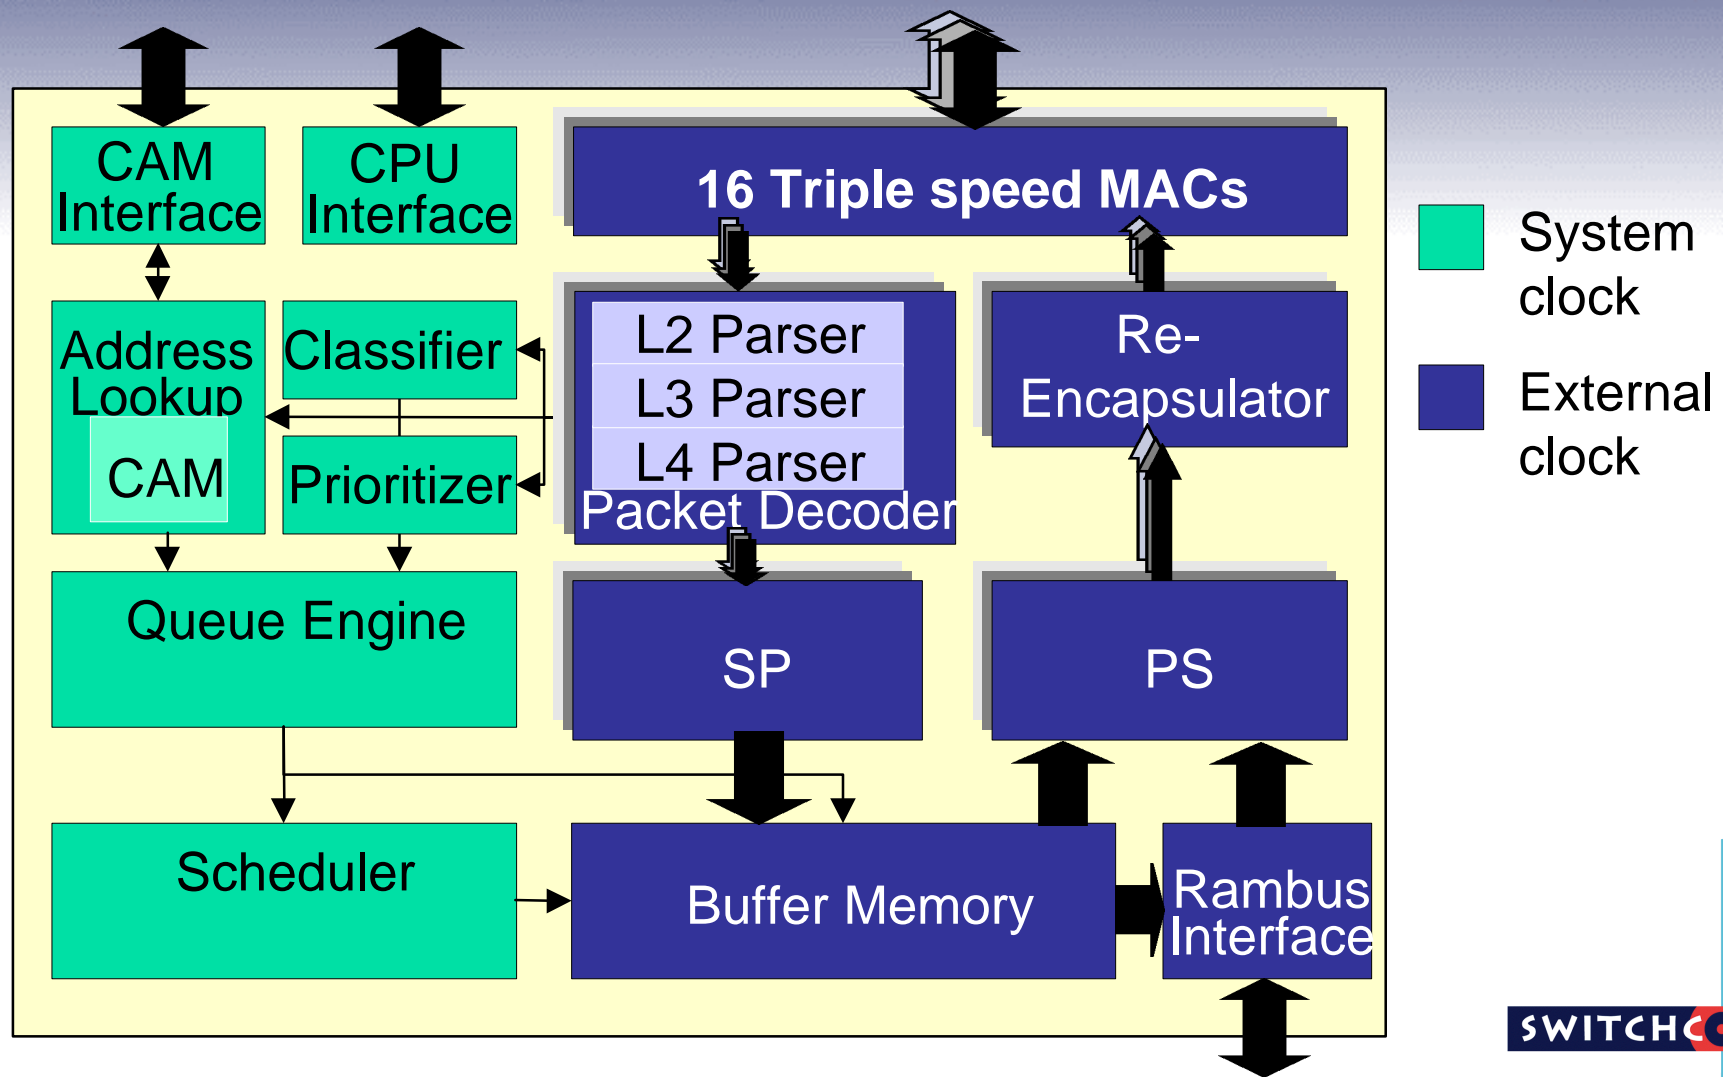 CAM
Interface
CPU
Interface
16 Triple speed MACs
System
clock
External
clock
Address
Lookup
CAM
Classifier
Prioritizer
L2 Parser
L3 Parser
L4 Parser
Packet Decoder
Re-
Encapsulator
Queue Engine
SP
PS
Scheduler
Buffer Memory
Rambus
Interface
SWITCHCO